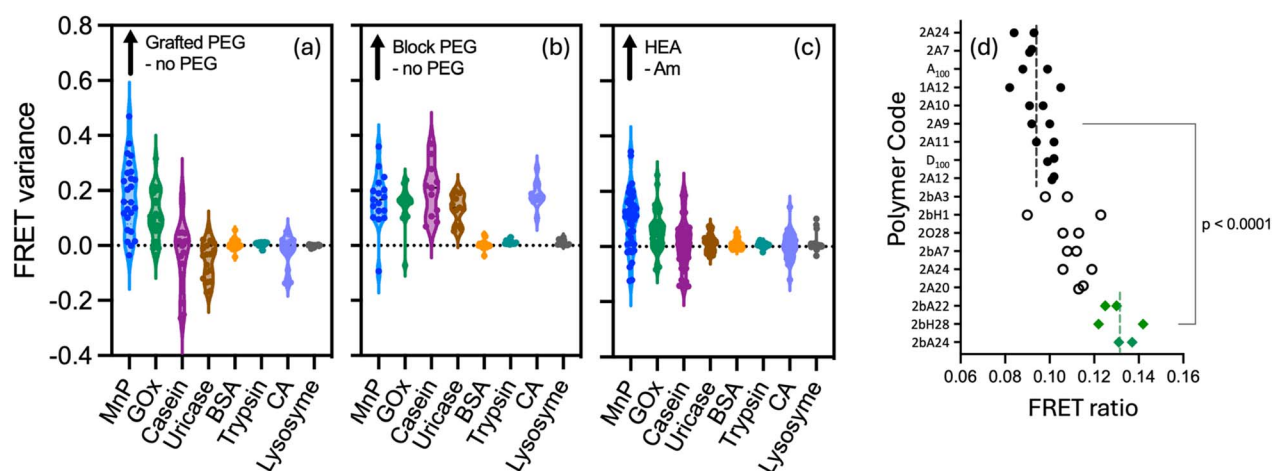 FRET variance
0.8
0.6
0.4
0.2
0.0
-0.2
-0.4
Grafted PEG
- no PEG
(a)
MnP
GOx
Casein
Uricase
BSA
Trypsin
CA
Lysosyme
Block PEG
- no PEG
(b)
MnP
GOx
Casein
Uricase
BSA
Trypsin
CA
Lysosyme
HEA
- Am
(c)
MnP
GOX
Casein
Uricase
BSA
Trypsin
CA
Lysosyme
(d)
Polymer Code
2A24
2A7
A100
1A12
2A10
2A9
2A11
D100
2A12
2bA3
2bH1
2O28
2bA7
2A24
2A20
2bA22
2bH28
2bA24
p < 0.0001
0.06 0.10 0.12 0.14 0.16
FRET ratio